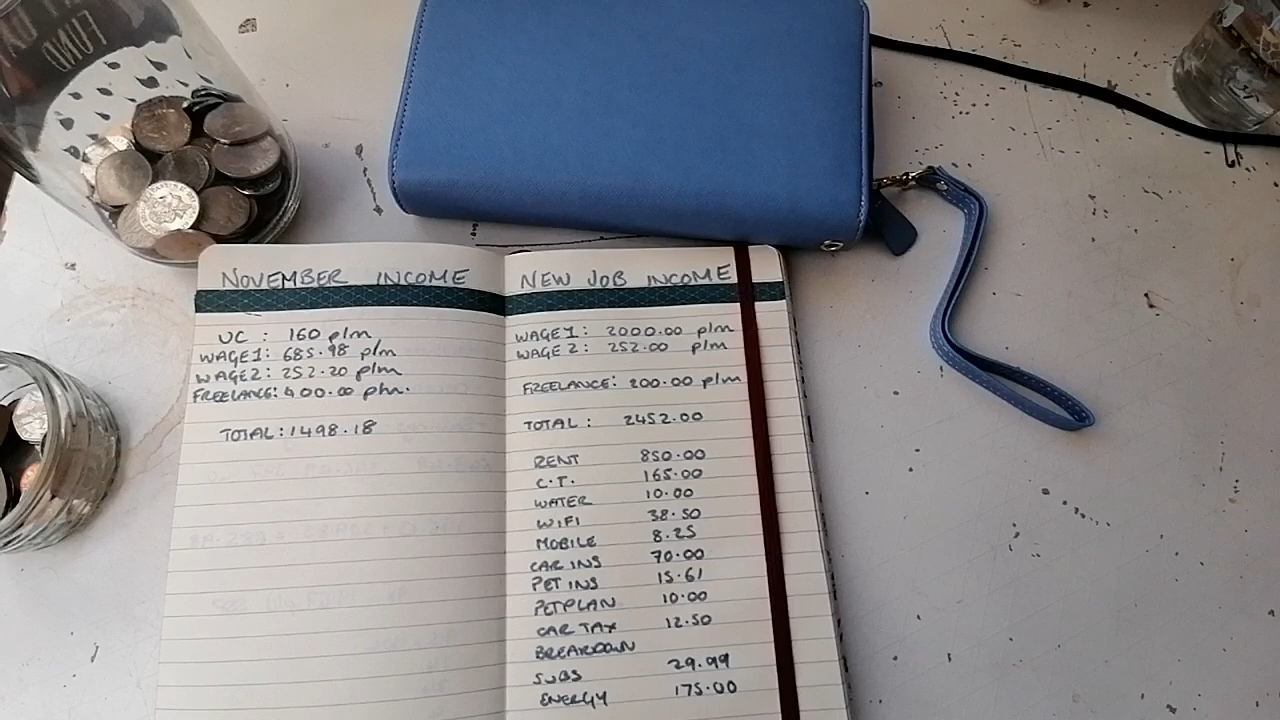 FUND
NOVEMBER INCOME
UC : 160 p/m
WAGE1: 685.98 p/m
WAGE2: 252.20 p/m
FREELANCE: 400.00 p/m.
TOTAL: 1498.18
NEW JOB INCOME
WAGE1: 2000.00 p/m
WAGE 2: 252.00 p/m
FREELANCE: 200.00 p/m
TOTAL: 2452.00
RENT 850.00
C.T. 165.00
WATER 10.00
WIFI 38.50
MOBILE 8.25
CAR INS 70.00
PET INS 15.61
PETPLAN 10.00
CAR TAX 12.50
BREAKDOWN
SUBS 29.99
ENERGY 175.00